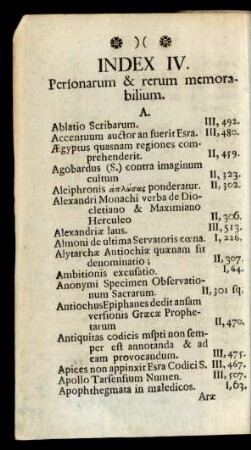 )(
INDEX IV.
Personarum & rerum memora-
bilium.
A.
Ablatio Scribarum. III, 492.
Accentuum auctor an fuerit Esra. III, 480.
Ægyptus quasnam regiones com-
prehenderit. II, 459.
Agobardus (S.) contra imaginum
cultum II, 323.
Alciphronis ἁπλώσας ponderatur. II, 302.
Alexandri Monachi verba de Dio-
cletiano & Maximiano
Herculeo II, 306.
Alexandriæ laus. III, 513.
Almoni de ultima Servatoris cœna. I, 226.
Alytarchæ Antiochiæ quænam sit
denominatio; II, 307.
Ambitionis excusatio. I, 64.
Anonymi Specimen Observatio-
num Sacrarum. II, 301 sq.
Antiochus Epiphanes dedit ansam
versionis Græcæ Prophe-
tarum II, 470.
Antiquitas codicis mspti non sem-
per est annotanda & ad
eam provocandum. III, 475.
Apices non appinxit Esra Codici S. III, 467.
Apollo Tarsensium Numen. III, 507.
Apophthegmata in maledicos. I, 63.
Aræ